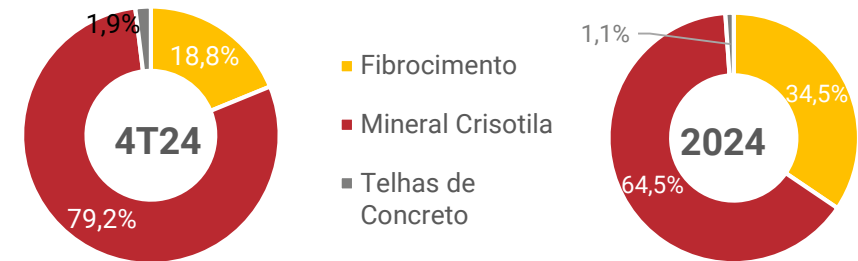 1,9%
18,8%
4T24
79,2%
Fibrocimento
Mineral Crisotila
Telhas de
Concreto
1,1%
34,5%
2024
64,5%